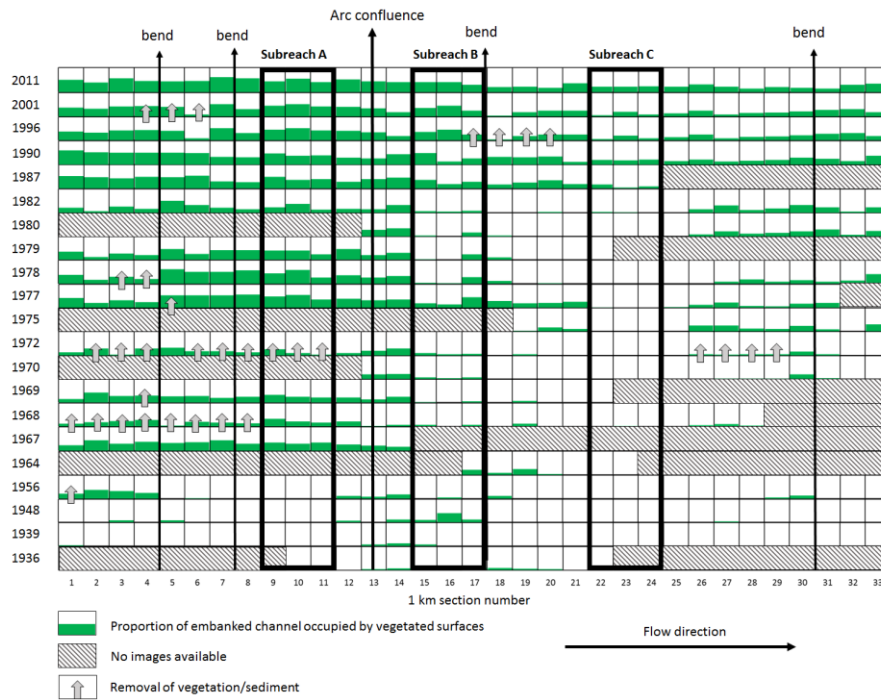 Arc confluence
bend bend bend bend
Subreach A Subreach B Subreach C
2011
2001
1996
1990
1987
1982
1980
1979
1978
1977
1975
1972
1970
1969
1968
1967
1964
1956
1948
1939
1936
1 2 3 4 5 6 7 8 9 10 11 12 13 14 15 16 17 18 19 20 21 22 23 24 25 26 27 28 29 30 31 32 33
1 km section number
Proportion of embanked channel occupied by vegetated surfaces
Flow direction
No images available
Removal of vegetation/sediment